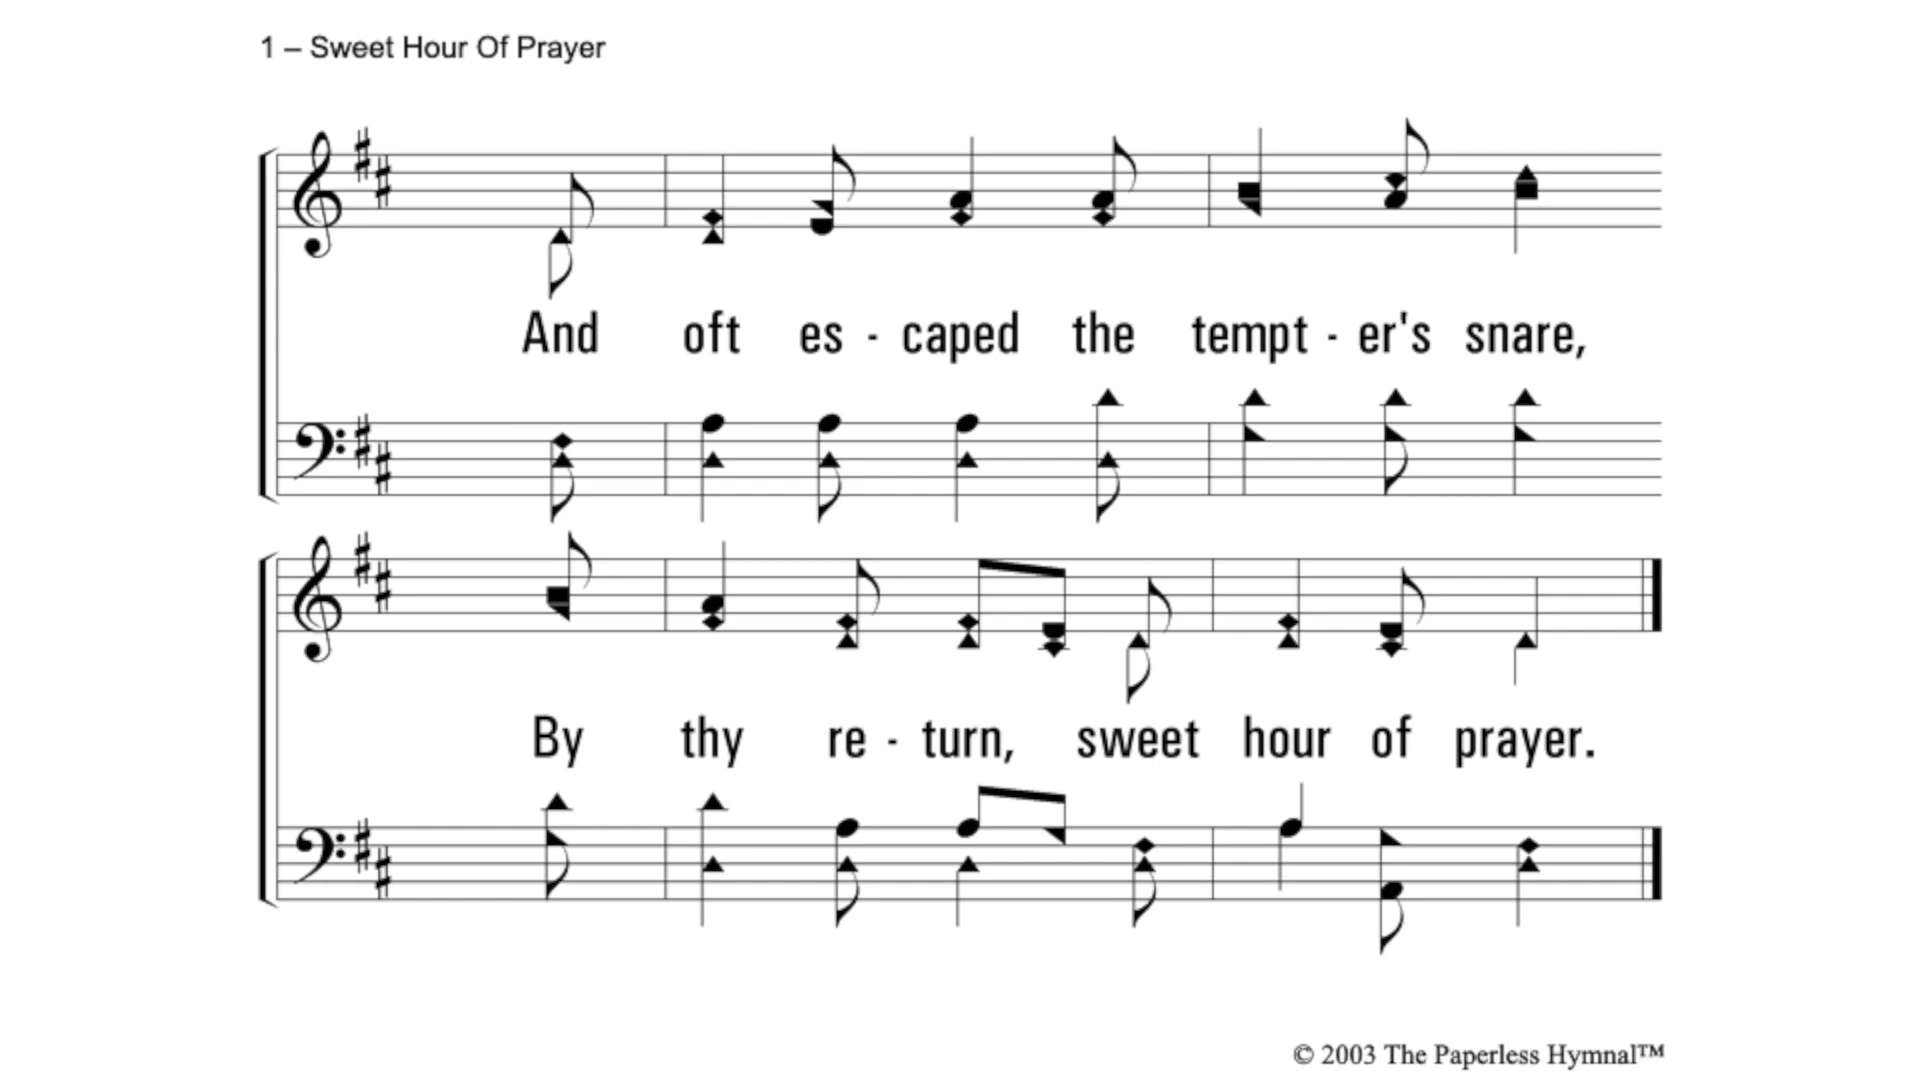 1 – Sweet Hour Of Prayer
And oft es - caped the tempt - er's snare,
By thy re - turn, sweet hour of prayer.
© 2003 The Paperless Hymnal™